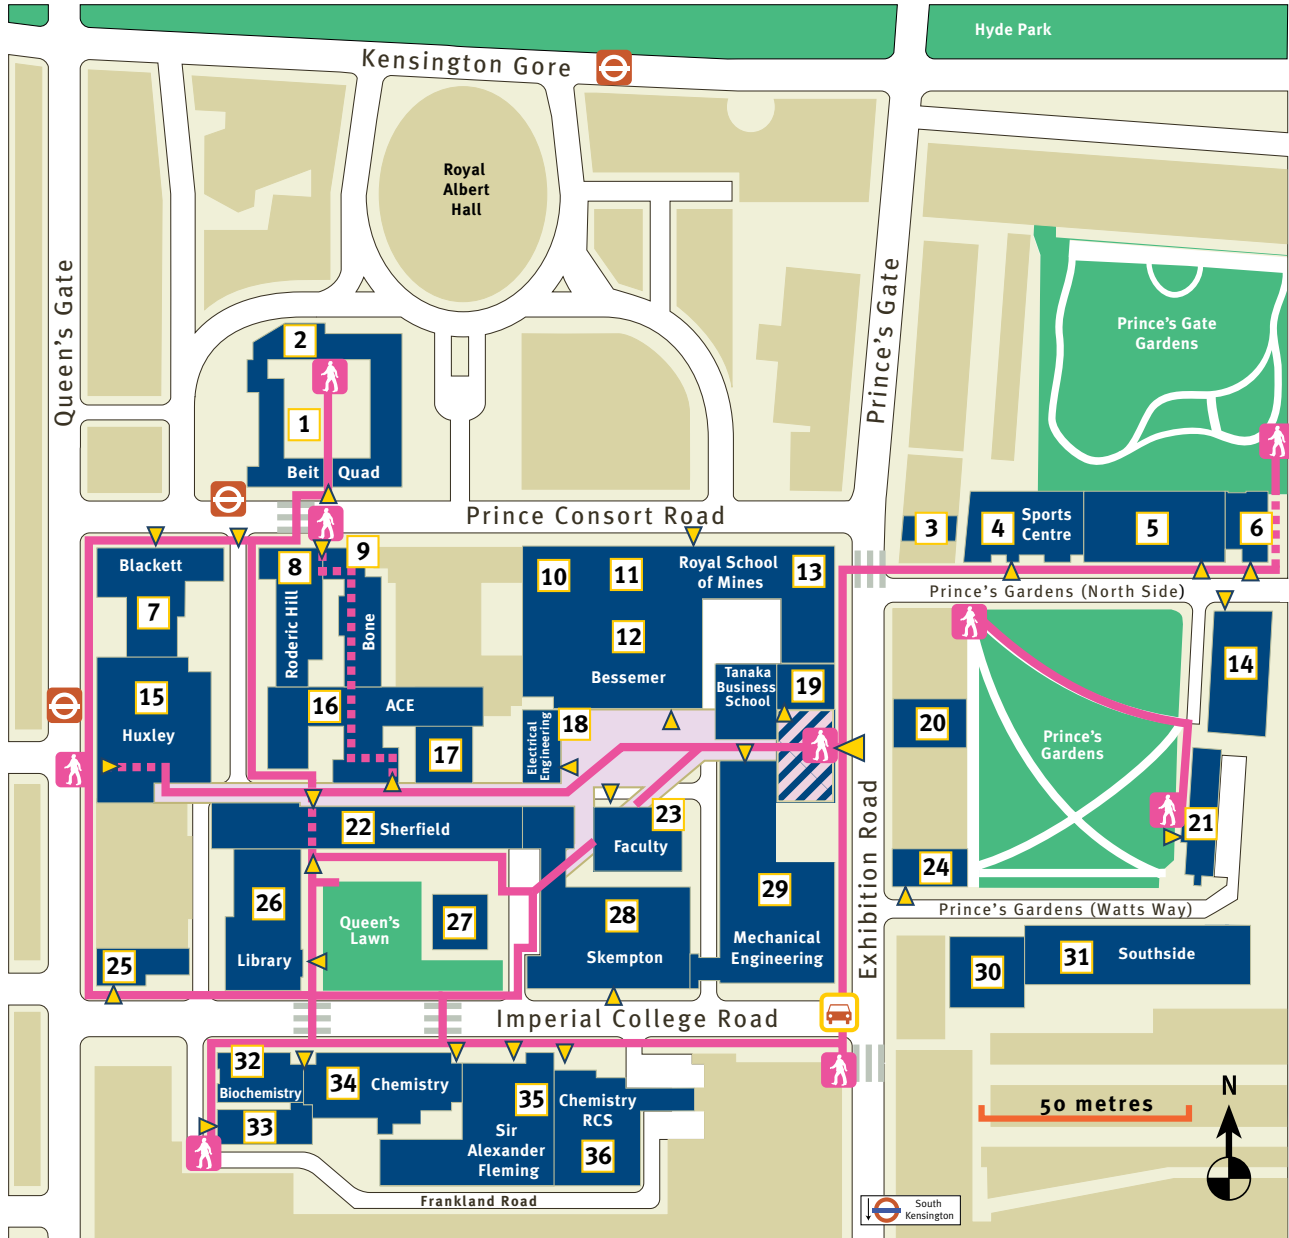 Hyde Park
Kensington Gore
Royal
Albert
Hall
Queen's Gate
Prince's Gate
Prince's Gate
Gardens
2
1
Beit Quad
Prince Consort Road
3
4
Sports
Centre
5
6
Prince's Gardens (North Side)
Blackett
7
8
9
Roderic Hill
Bone
10
11
Royal School
of Mines
13
12
Bessemer
14
15
Huxley
16
ACE
17
Electrical
Engineering
18
Tanaka
Business
School
19
20
Prince's
Gardens
21
22
Sherfield
23
Faculty
24
Exhibition Road
Prince's Gardens (Watts Way)
25
26
Library
Queen's
Lawn
27
28
Skempton
29
Mechanical
Engineering
30
31
Southside
Imperial College Road
32
Biochemistry
33
34
Chemistry
35
Sir
Alexander
Fleming
Chemistry
RCS
36
Frankland Road
50 metres
N
South
Kensington